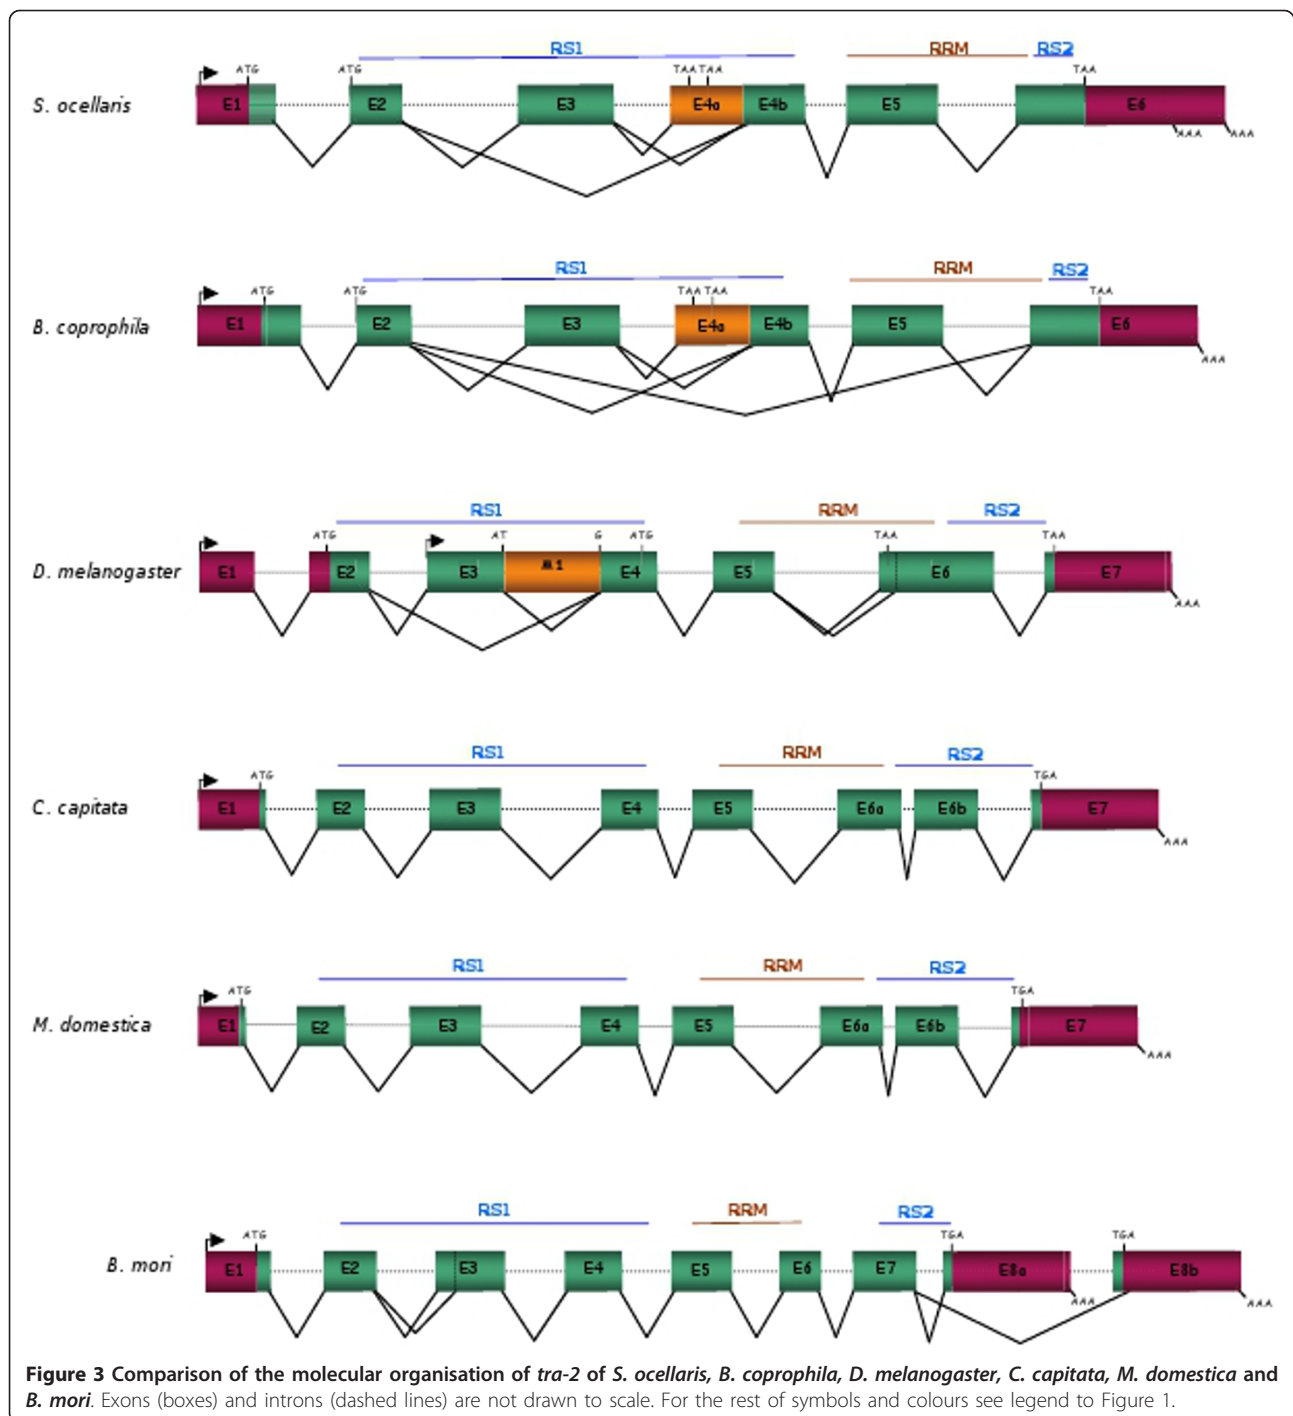 RS1 RRM RS2
ATG ATG TAA TAA TAA
S. ocellaris E1 E2 E3 E4a E4b E5 E6
AAA AAA
RS1 RRM RS2
ATG ATG TAA TAA TAA
B. coprophila E1 E2 E3 E4a E4b E5 E6
AAA
RS1 RRM RS2
ATG AT G ATG TAA TAA
D. melanogaster E1 E2 E3 M1 E4 E5 E6 E7
AAA
RS1 RRM RS2
ATG TGA
C. capitata E1 E2 E3 E4 E5 E6a E6b E7
AAA
RS1 RRM RS2
ATG TGA
M. domestica E1 E2 E3 E4 E5 E6a E6b E7
AAA
RS1 RRM RS2
ATG TGA TGA
B. mori E1 E2 E3 E4 E5 E6 E7 E8a E8b
AAA AAA
Figure 3 Comparison of the molecular organisation of tra-2 of S. ocellaris, B. coprophila, D. melanogaster, C. capitata, M. domestica and
B. mori. Exons (boxes) and introns (dashed lines) are not drawn to scale. For the rest of symbols and colours see legend to Figure 1.